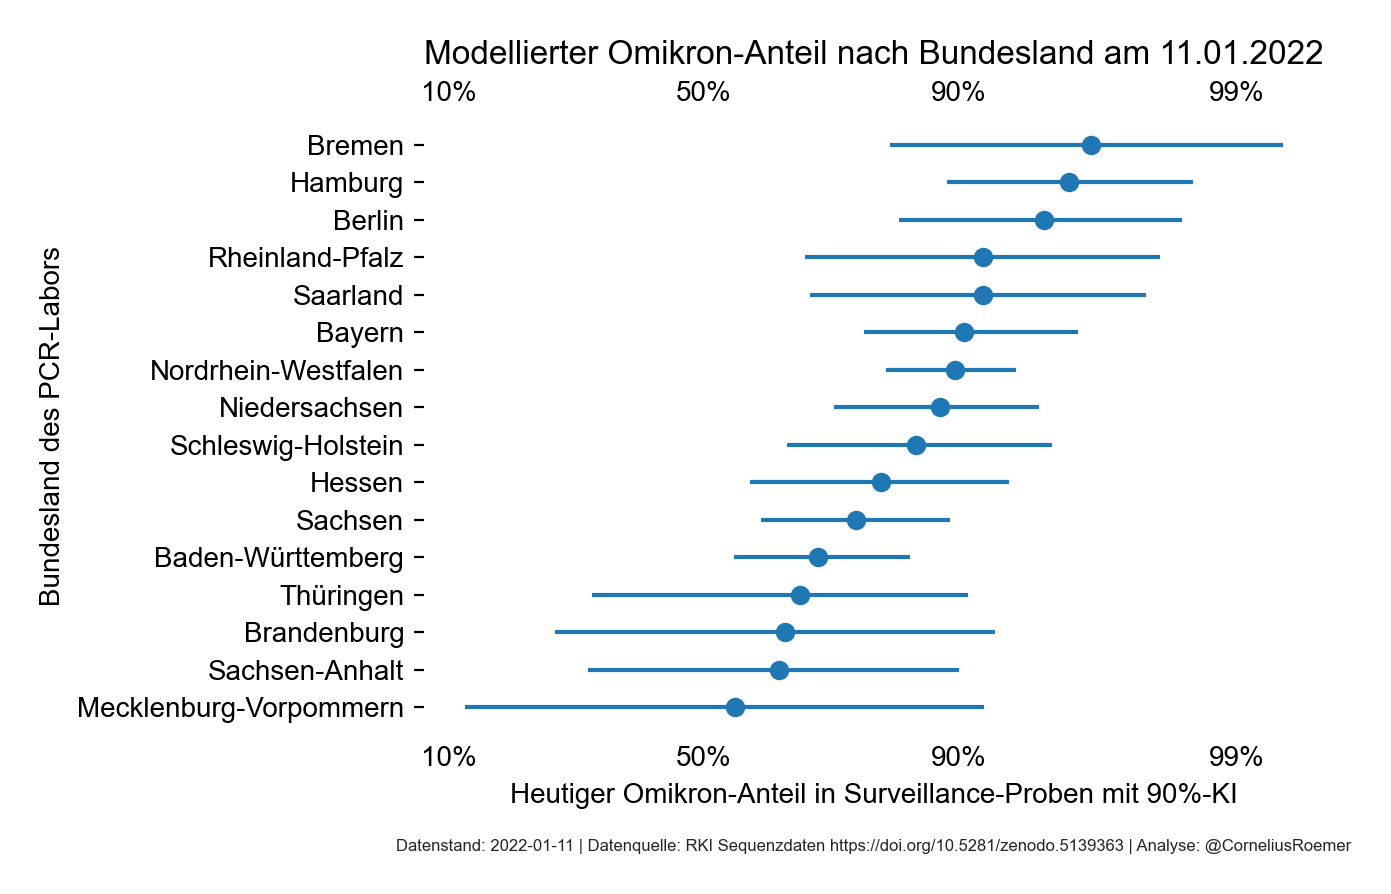 Modellierter Omikron-Anteil nach Bundesland am 11.01.2022
10% 50% 90% 99%
Bundesland des PCR-Labors
Bremen
Hamburg
Berlin
Rheinland-Pfalz
Saarland
Bayern
Nordrhein-Westfalen
Niedersachsen
Schleswig-Holstein
Hessen
Sachsen
Baden-Württemberg
Thüringen
Brandenburg
Sachsen-Anhalt
Mecklenburg-Vorpommern
10% 50% 90% 99%
Heutiger Omikron-Anteil in Surveillance-Proben mit 90%-KI
Datenstand: 2022-01-11 | Datenquelle: RKI Sequenzdaten https://doi.org/10.5281/zenodo.5139363 | Analyse: @CorneliusRoemer